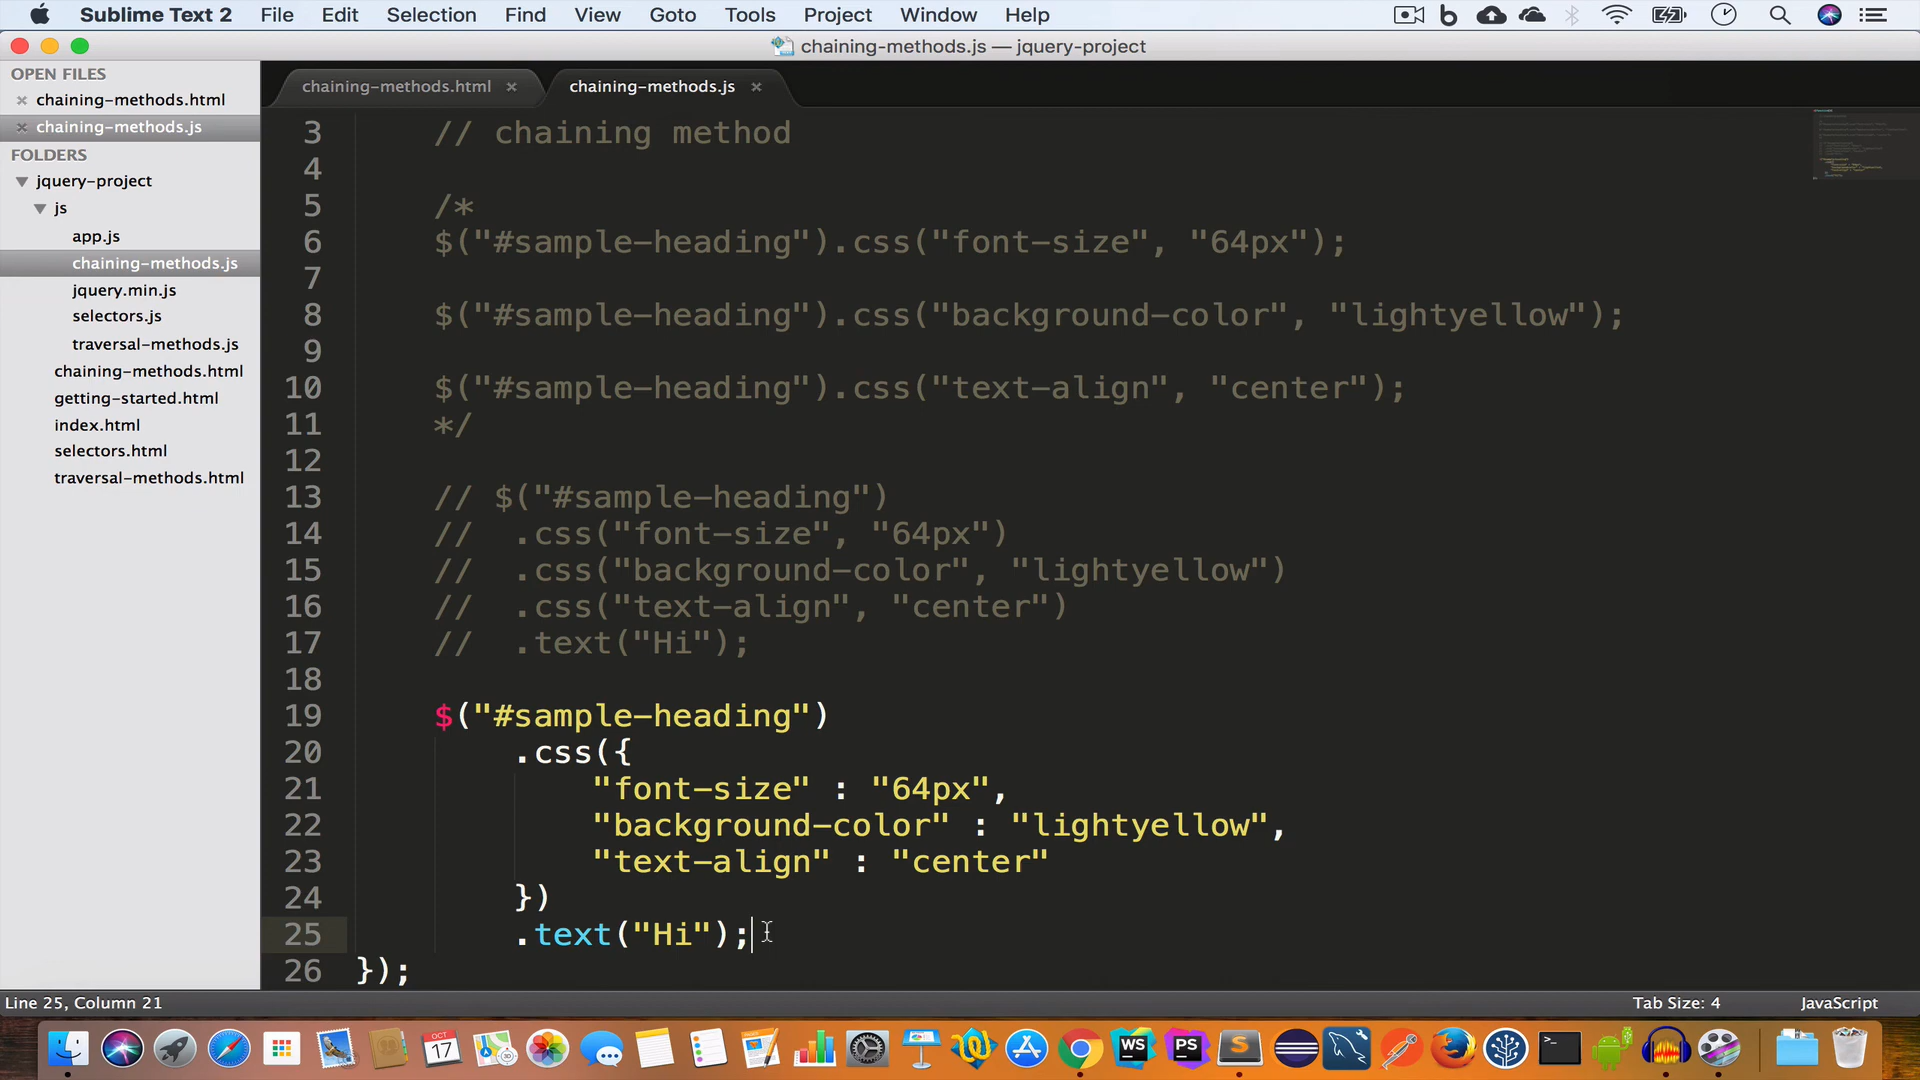 Sublime Text 2 File Edit Selection Find View Goto Tools Project Window Help
chaining-methods.js — jquery-project
OPEN FILES
chaining-methods.html
chaining-methods.js
FOLDERS
jquery-project
js
app.js
chaining-methods.js
jquery.min.js
selectors.js
traversal-methods.js
chaining-methods.html
getting-started.html
index.html
selectors.html
traversal-methods.html
chaining-methods.html chaining-methods.js
3 // chaining method
4
5 /*
6 $("#sample-heading").css("font-size", "64px");
7
8 $("#sample-heading").css("background-color", "lightyellow");
9
10 $("#sample-heading").css("text-align", "center");
11 */
12
13 // $("#sample-heading")
14 // .css("font-size", "64px")
15 // .css("background-color", "lightyellow")
16 // .css("text-align", "center")
17 // .text("Hi");
18
19 $("#sample-heading")
20 .css({
21 "font-size" : "64px",
22 "background-color" : "lightyellow",
23 "text-align" : "center"
24 })
25 .text("Hi");
26 });
Line 25, Column 21 Tab Size: 4 JavaScript
OCT
17
WS
PS